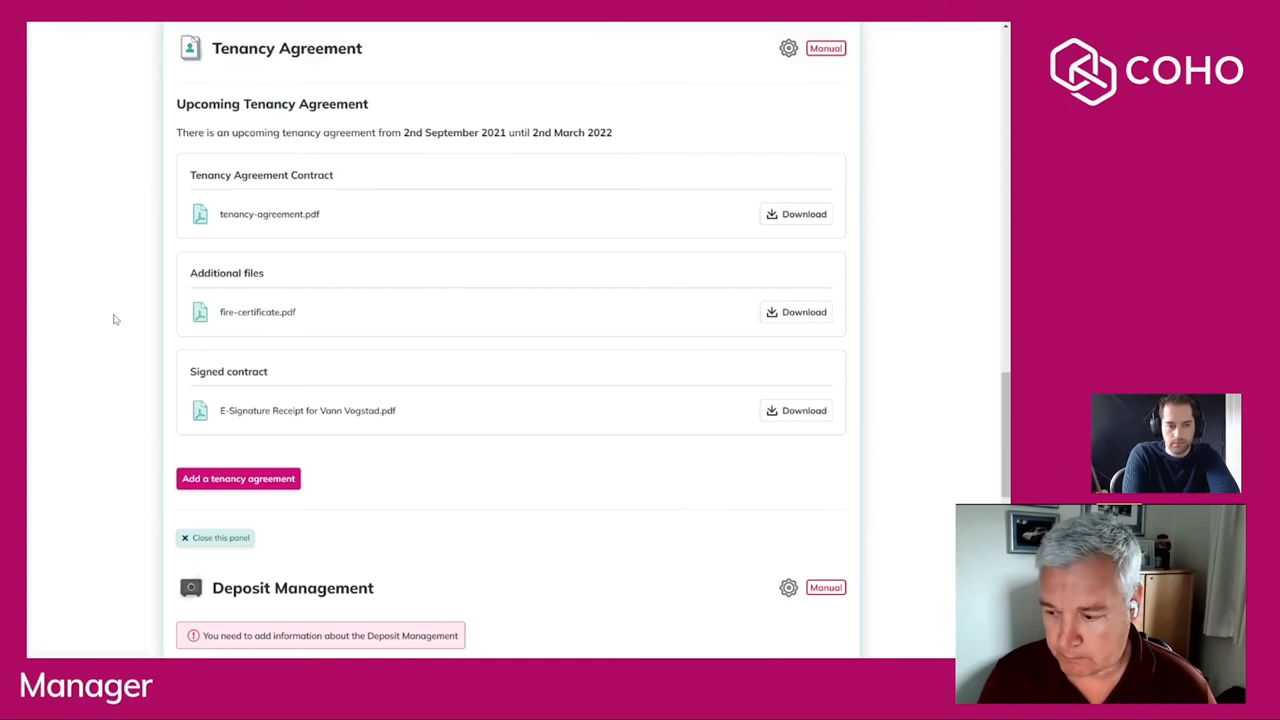 Tenancy Agreement
Manual
COHO
Upcoming Tenancy Agreement
There is an upcoming tenancy agreement from 2nd September 2021 until 2nd March 2022
Tenancy Agreement Contract
tenancy-agreement.pdf
Download
Additional files
fire-certificate.pdf
Download
Signed contract
E-Signature Receipt for Vann Vogstad.pdf
Download
Add a tenancy agreement
Close this panel
Deposit Management
Manual
You need to add information about the Deposit Management
Manager